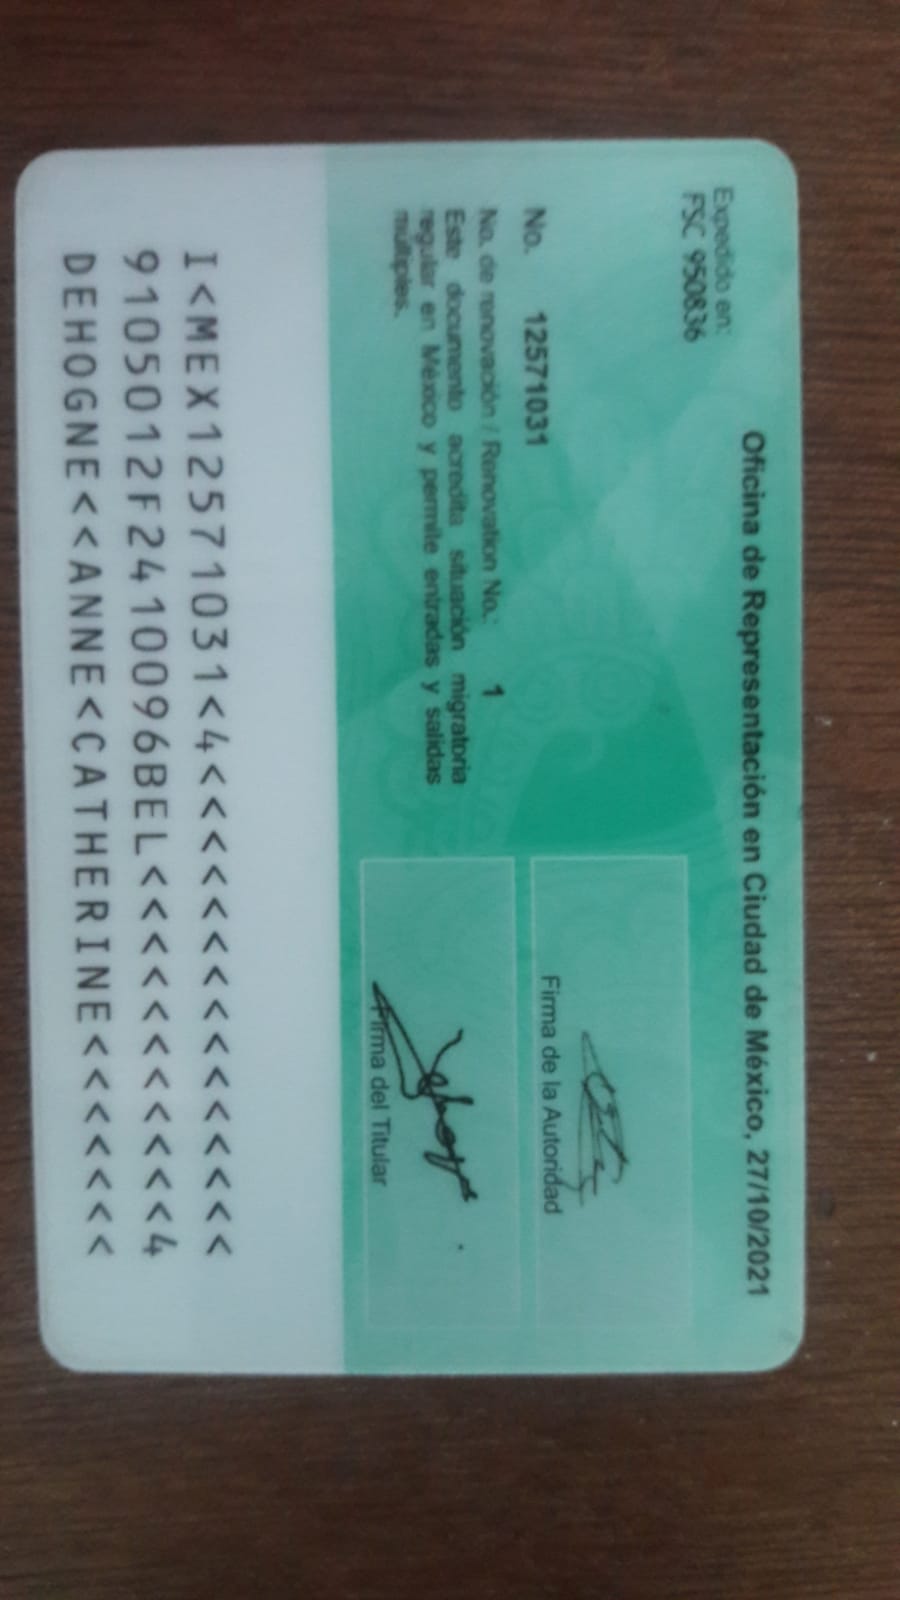 Oficina de Representación en Ciudad de México, 27/10/2021
Expedido en:
FSC 950836
No. 12571031
No. de renovación / Renovation No.: 1
Este documento acredita situación migratoria
regular en México y permite entradas y salidas
múltiples.
Firma de la Autoridad
Firma del Titular
I<MEX12571031<4<<<<<<<<<<<<<<<
9105012F2410096BEL<<<<<<<<<<<4
DEHOGNE<<ANNE<CATHERINE<<<<<<<